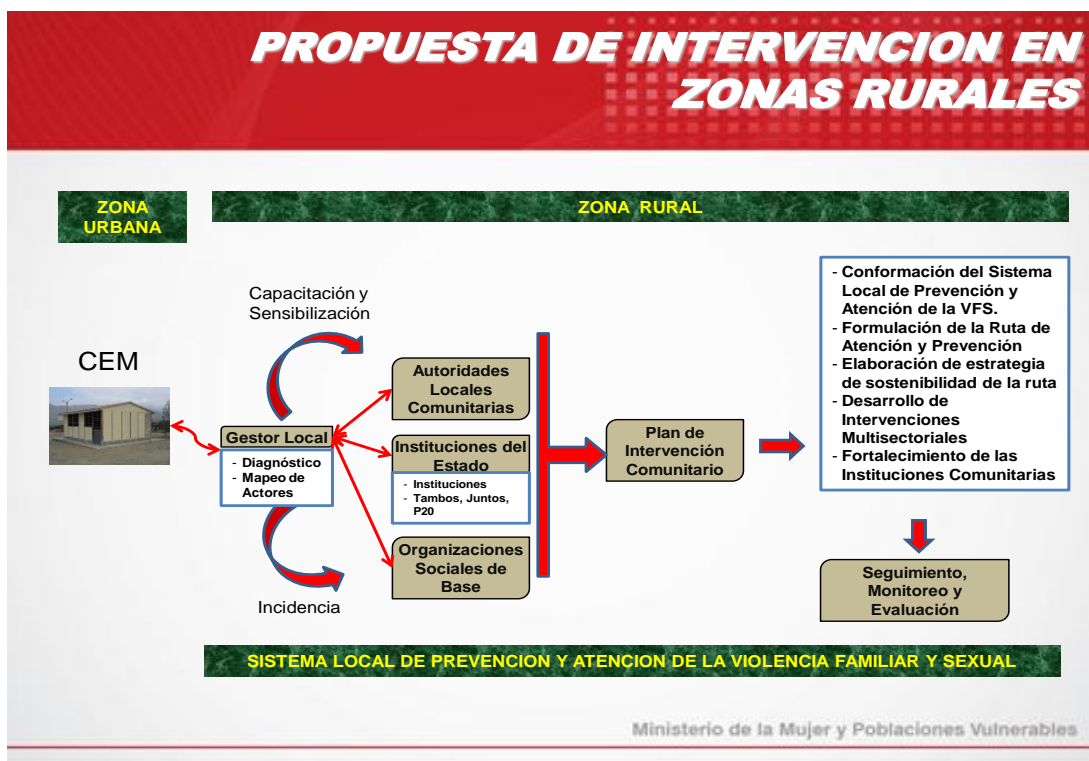 PROPUESTA DE INTERVENCION EN
ZONAS RURALES
ZONA
URBANA
ZONA RURAL
Capacitación y
Sensibilización
CEM
Gestor Local
- Diagnóstico
- Mapeo de
Actores
Incidencia
Autoridades
Locales
Comunitarias
Instituciones del
Estado
- Instituciones
- Tambos, Juntos,
P20
Organizaciones
Sociales de
Base
Plan de
Intervención
Comunitario
- Conformación del Sistema
Local de Prevención y
Atención de la VFS.
- Formulación de la Ruta de
Atención y Prevención
- Elaboración de estrategia
de sostenibilidad de la ruta
- Desarrollo de
Intervenciones
Multisectoriales
- Fortalecimiento de las
Instituciones Comunitarias
Seguimiento,
Monitoreo y
Evaluación
SISTEMA LOCAL DE PREVENCION Y ATENCION DE LA VIOLENCIA FAMILIAR Y SEXUAL
Ministerio de la Mujer y Poblaciones Vulnerables